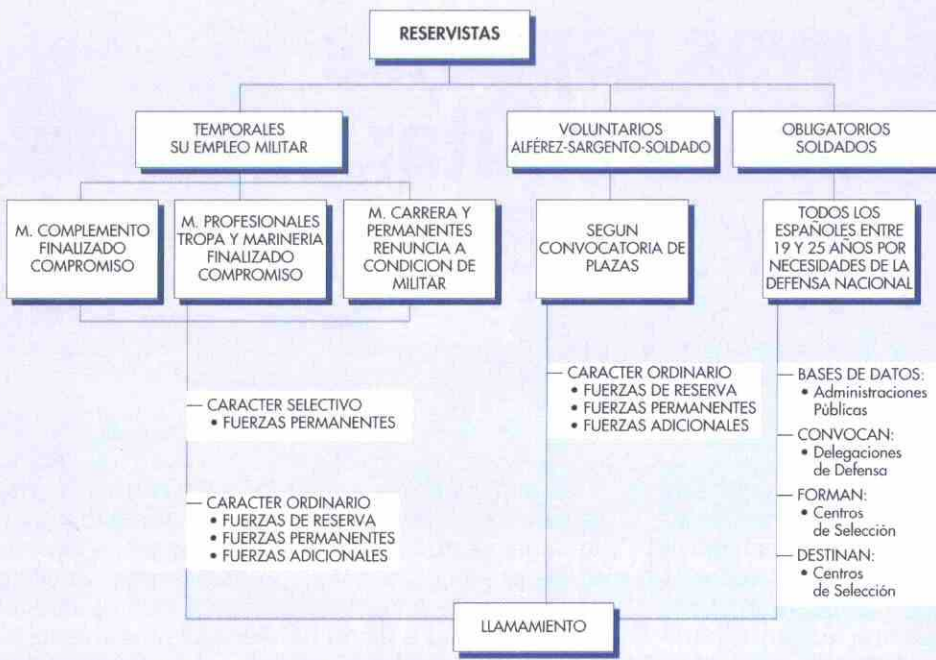 RESERVISTAS
TEMPORALES
SU EMPLEO MILITAR
VOLUNTARIOS
ALFÉREZ-SARGENTO-SOLDADO
OBLIGATORIOS
SOLDADOS
M. COMPLEMENTO
FINALIZADO
COMPROMISO
M. PROFESIONALES
TROPA Y MARINERIA
FINALIZADO
COMPROMISO
M. CARRERA Y
PERMANENTES
RENUNCIA A
CONDICION DE
MILITAR
SEGUN
CONVOCATORIA DE
PLAZAS
TODOS LOS
ESPAÑOLES ENTRE
19 Y 25 AÑOS POR
NECESIDADES DE LA
DEFENSA NACIONAL
CARACTER SELECTIVO
• FUERZAS PERMANENTES
CARACTER ORDINARIO
• FUERZAS DE RESERVA
• FUERZAS PERMANENTES
• FUERZAS ADICIONALES
CARACTER ORDINARIO
• FUERZAS DE RESERVA
• FUERZAS PERMANENTES
• FUERZAS ADICIONALES
BASES DE DATOS:
• Administraciones
Públicas
CONVOCAN:
• Delegaciones
de Defensa
FORMAN:
• Centros
de Selección
DESTINAN:
• Centros
de Selección
LLAMAMIENTO